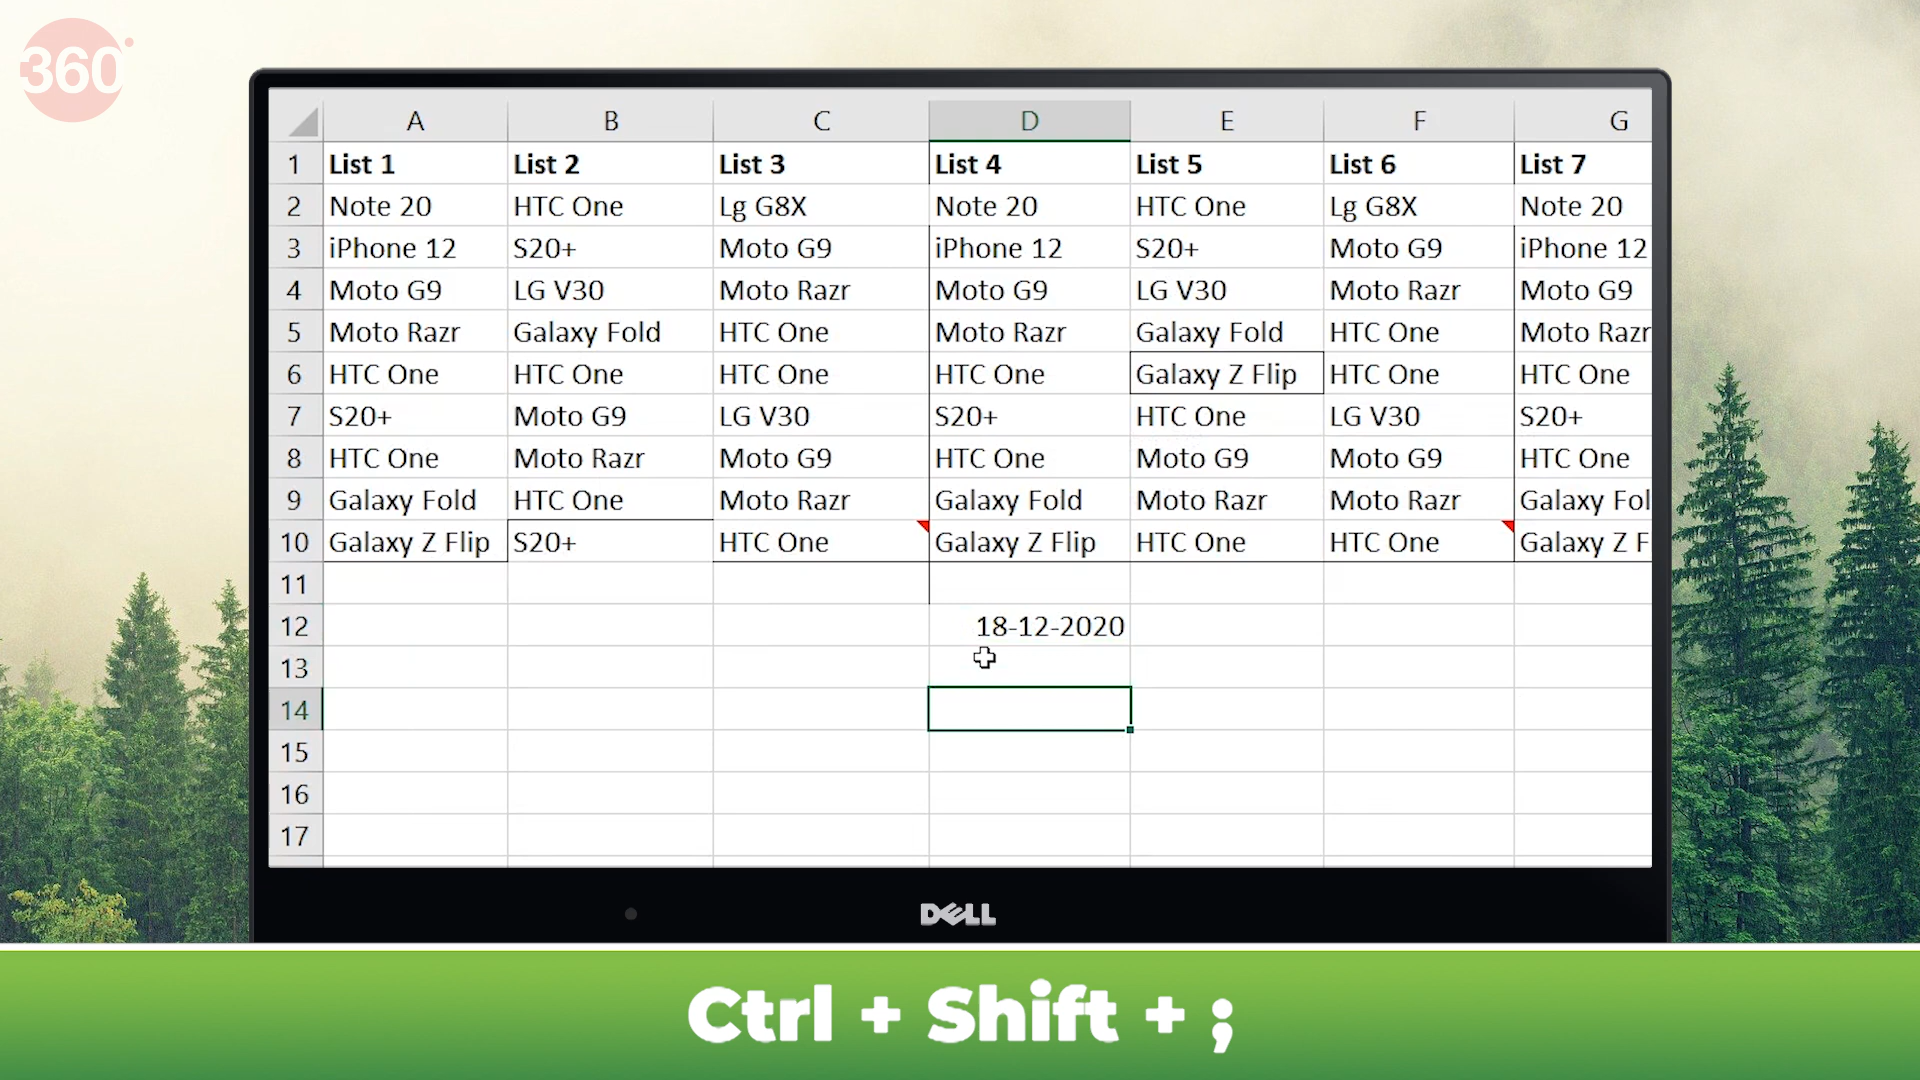 360°
A B C D E F G
1 List 1 List 2 List 3 List 4 List 5 List 6 List 7
2 Note 20 HTC One Lg G8X Note 20 HTC One Lg G8X Note 20
3 iPhone 12 S20+ Moto G9 iPhone 12 S20+ Moto G9 iPhone 12
4 Moto G9 LG V30 Moto Razr Moto G9 LG V30 Moto Razr Moto G9
5 Moto Razr Galaxy Fold HTC One Moto Razr Galaxy Fold HTC One Moto Razr
6 HTC One HTC One HTC One HTC One Galaxy Z Flip HTC One HTC One
7 S20+ Moto G9 LG V30 S20+ HTC One LG V30 S20+
8 HTC One Moto Razr Moto G9 HTC One Moto G9 Moto G9 HTC One
9 Galaxy Fold HTC One Moto Razr Galaxy Fold Moto Razr Moto Razr Galaxy Fol
10 Galaxy Z Flip S20+ HTC One Galaxy Z Flip HTC One HTC One Galaxy Z F
11
12 18-12-2020
13
14
15
16
17
DELL
Ctrl + Shift + ;